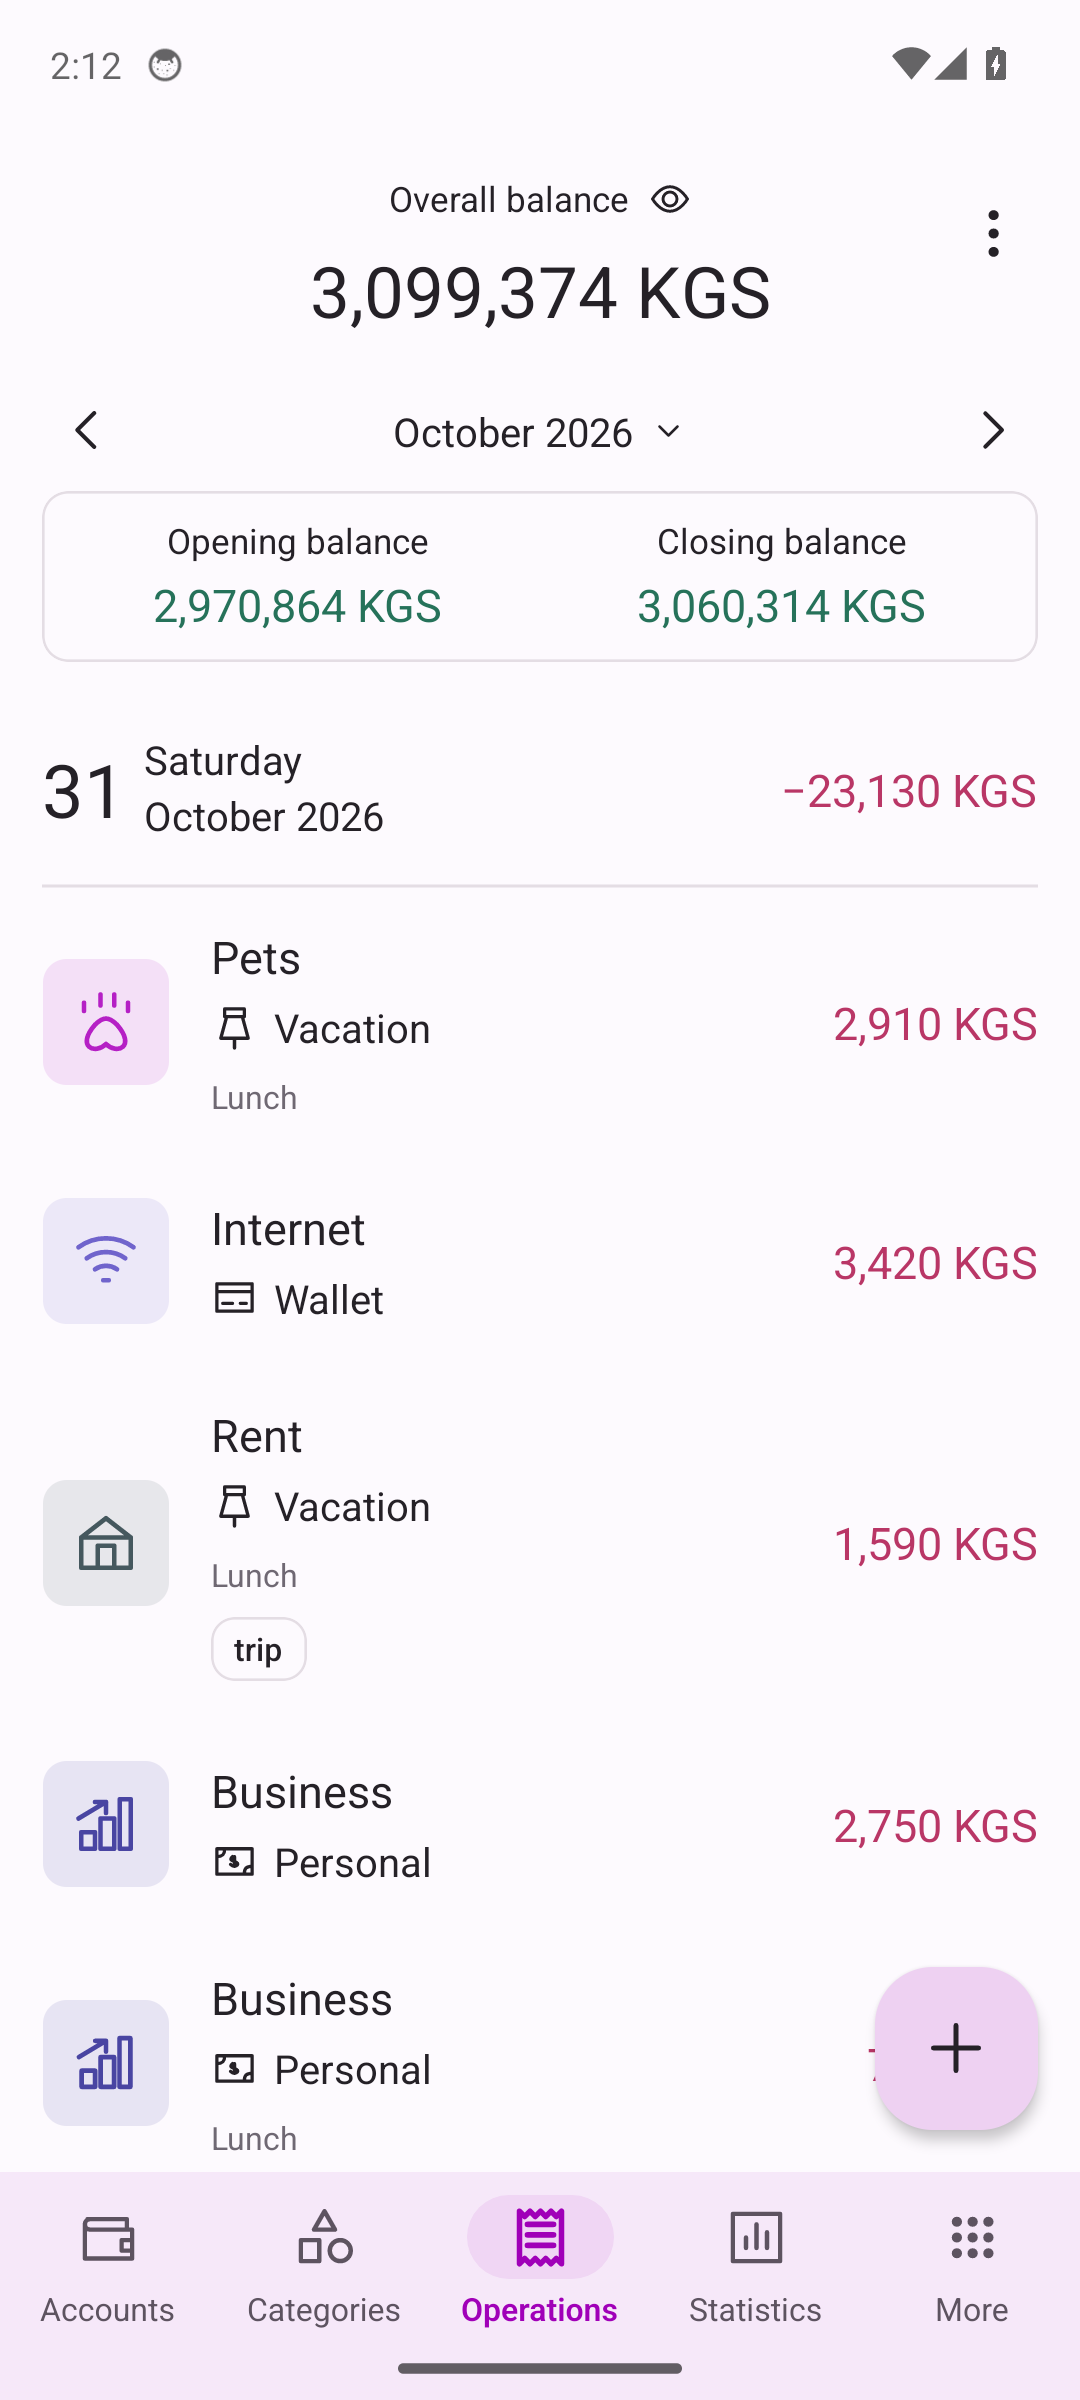 2:12
Overall balance
3,099,374 KGS
October 2026
Opening balance
Closing balance
2,970,864 KGS
3,060,314 KGS
31
Saturday
October 2026
−23,130 KGS
Pets
Vacation
Lunch
2,910 KGS
Internet
Wallet
3,420 KGS
Rent
Vacation
Lunch
trip
1,590 KGS
Business
Personal
2,750 KGS
Business
Personal
Lunch
Accounts
Categories
Operations
Statistics
More